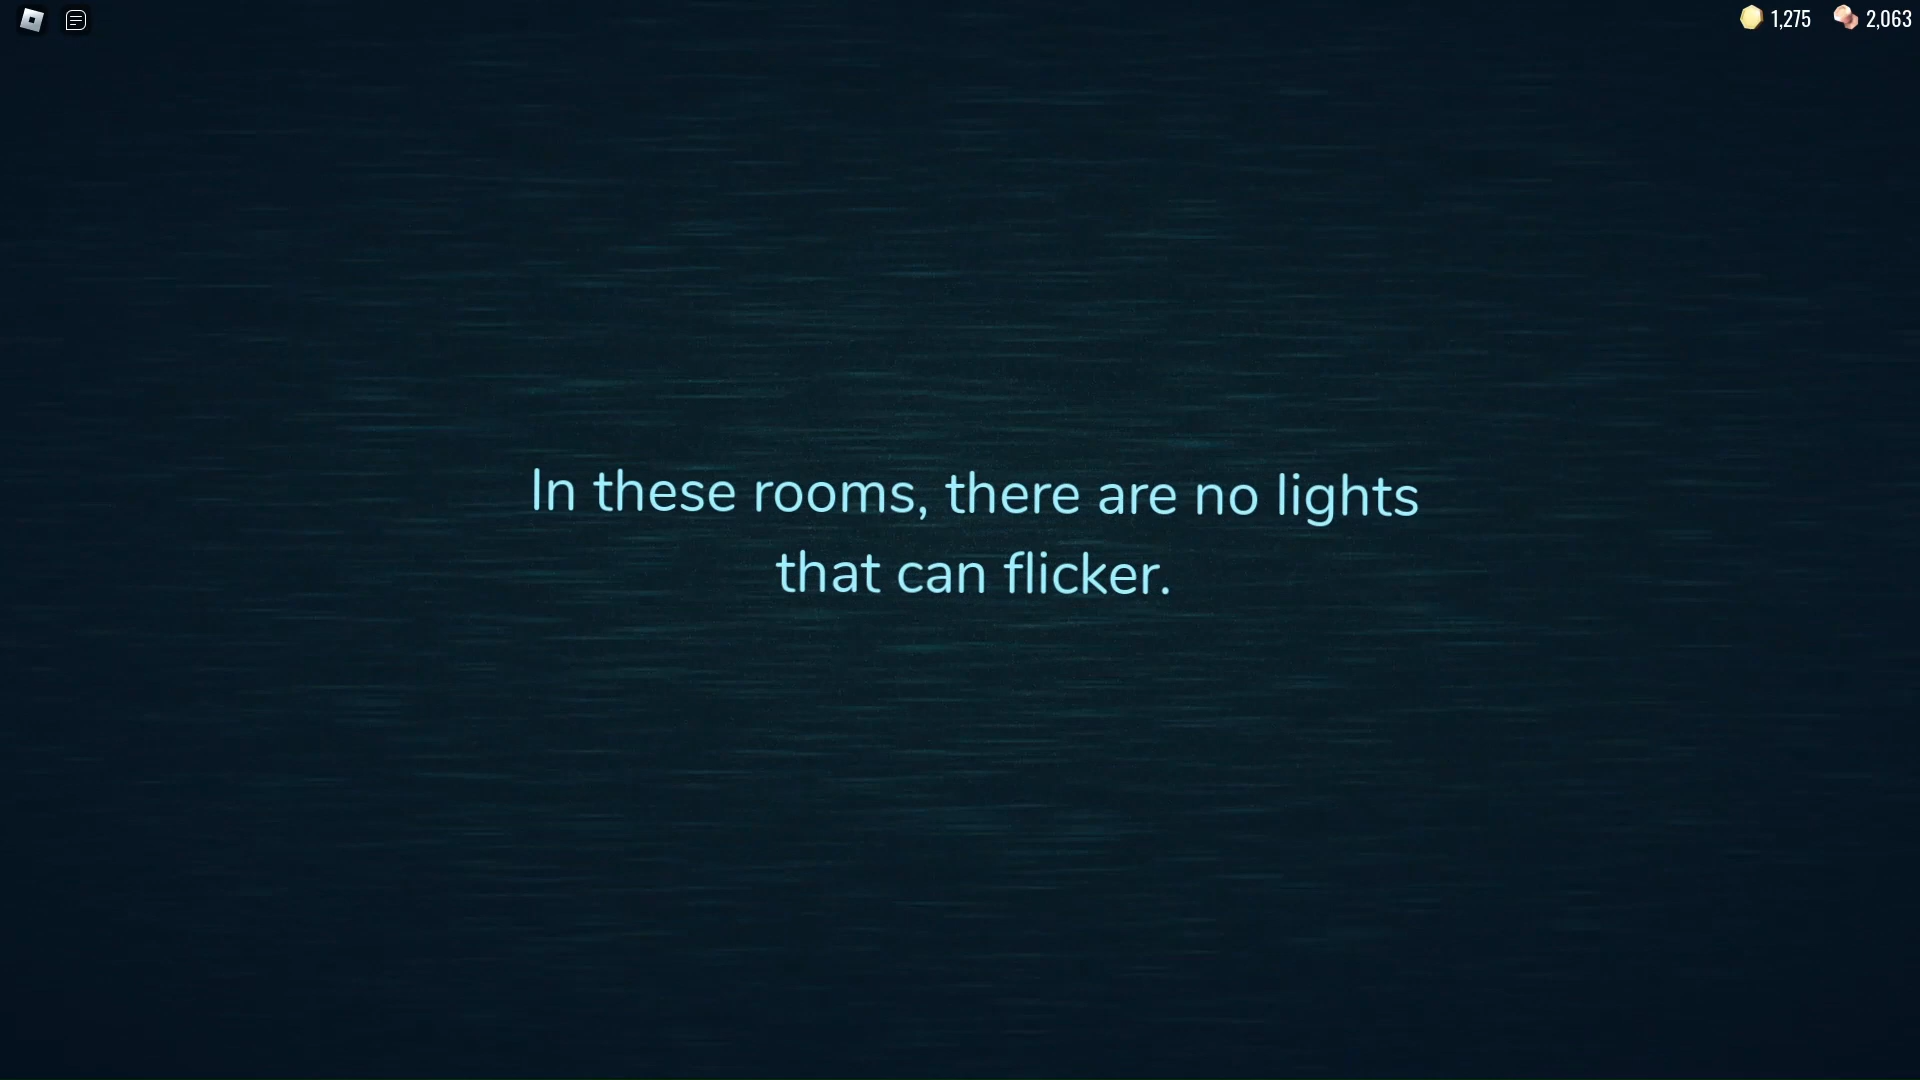 1,275 2,063
In these rooms, there are no lights
that can flicker.